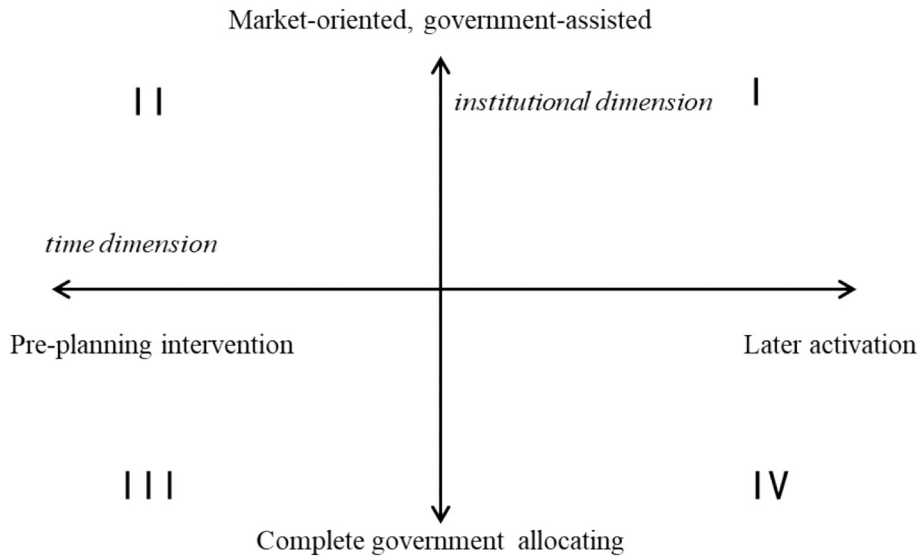 Market-oriented, government-assisted
II
institutional dimension
I
time dimension
Pre-planning intervention
Later activation
III
IV
Complete government allocating